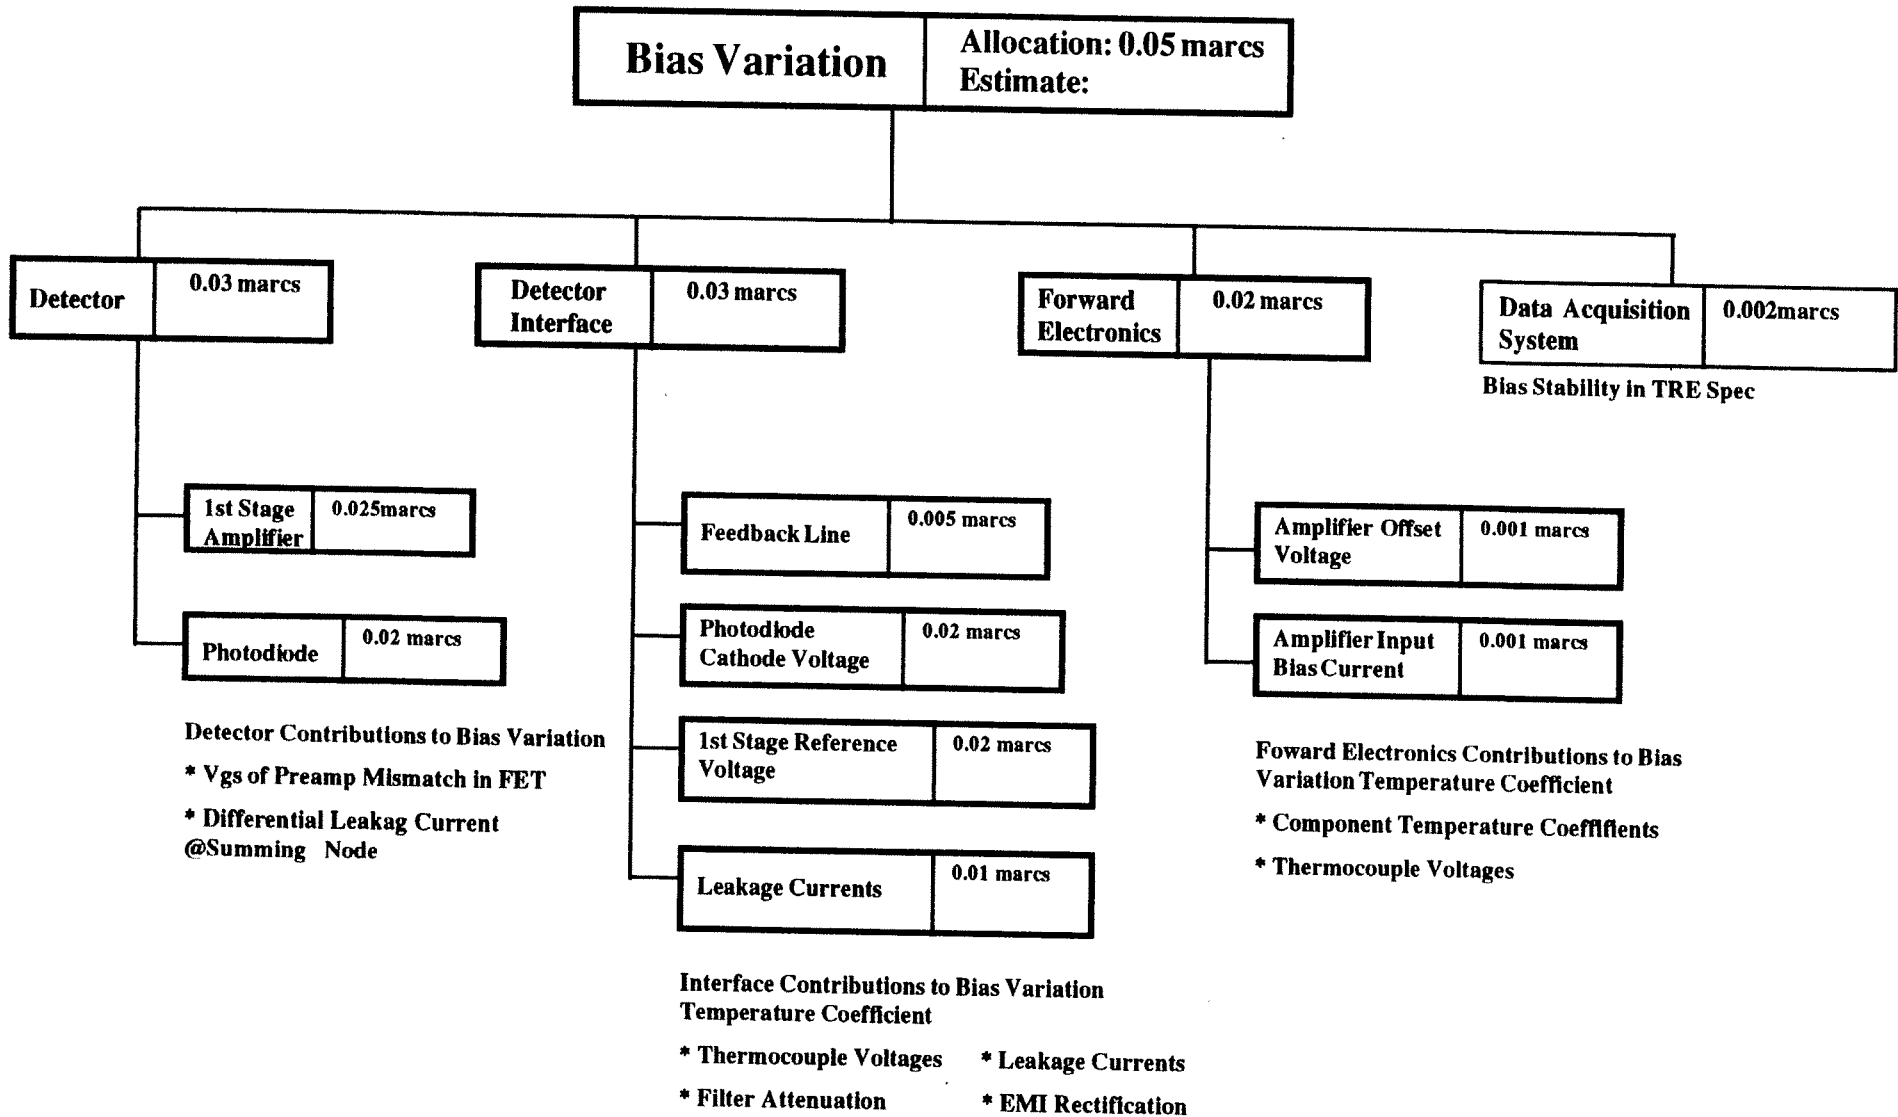 Bias Variation
Allocation: 0.05 marcs
Estimate:
Detector
0.03 marcs
Detector
Interface
0.03 marcs
Forward
Electronics
0.02 marcs
Data Acquisition
System
0.002marcs
Bias Stability in TRE Spec
1st Stage
Amplifier
0.025marcs
Photodiode
0.02 marcs
Detector Contributions to Bias Variation
* Vgs of Preamp Mismatch in FET
* Differential Leakag Current
@Summing Node
Feedback Line
0.005 marcs
Photodiode
Cathode Voltage
0.02 marcs
1st Stage Reference
Voltage
0.02 marcs
Leakage Currents
0.01 marcs
Interface Contributions to Bias Variation
Temperature Coefficient
* Thermocouple Voltages
* Leakage Currents
* Filter Attenuation
* EMI Rectification
Amplifier Offset
Voltage
0.001 marcs
Amplifier Input
Bias Current
0.001 marcs
Foward Electronics Contributions to Bias
Variation Temperature Coefficient
* Component Temperature Coeffifients
* Thermocouple Voltages